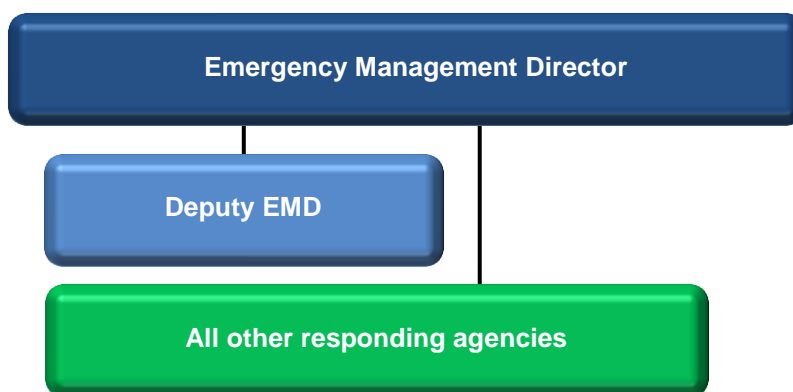 Emergency Management Director
Deputy EMD
All other responding agencies